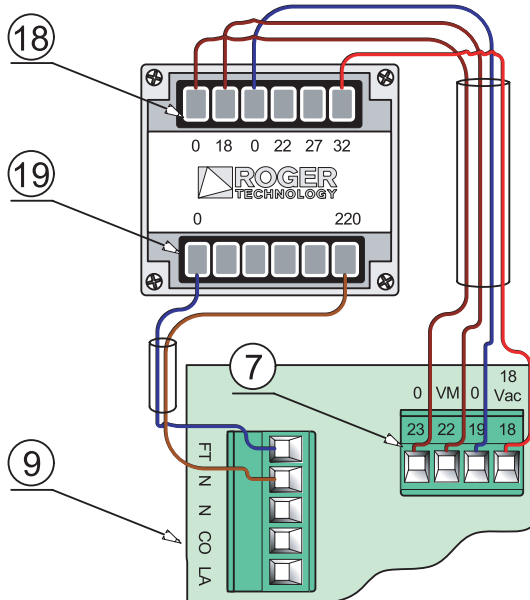 18
0 18 0 22 27 32
ROGER
TECHNOLOGY
19
0 220
7
18
0 VM 0 Vac
23 22 19 18
9
FT
N
N
CO
LA